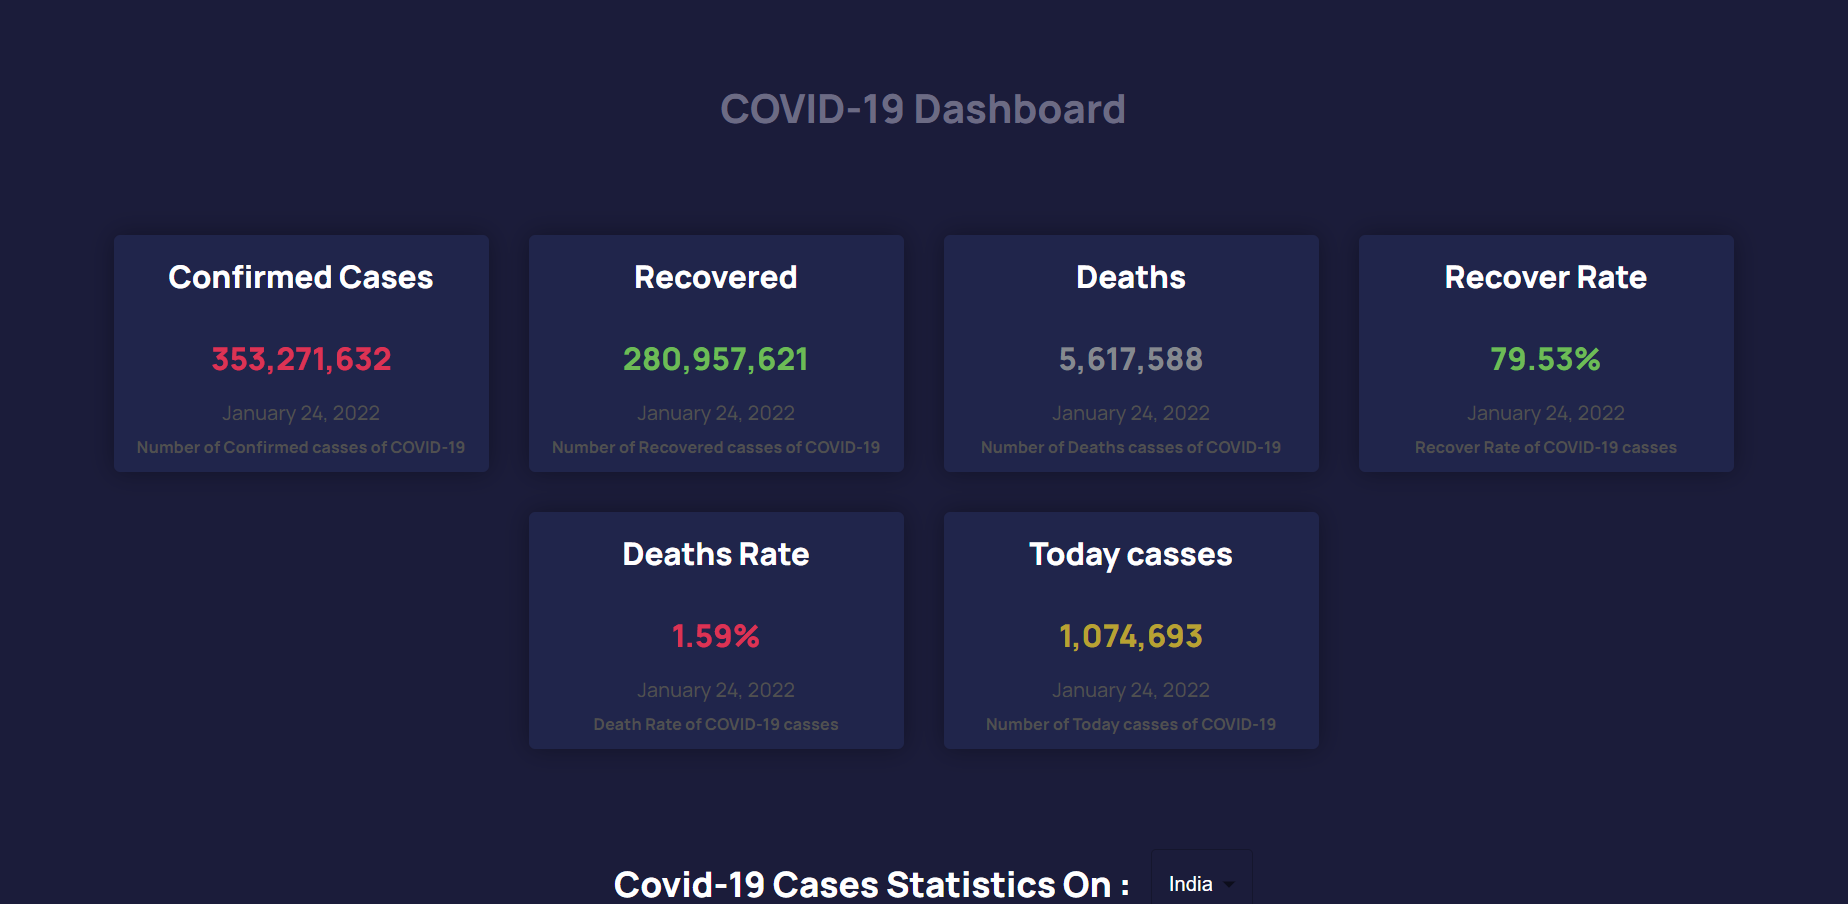 COVID-19 Dashboard
Confirmed Cases
353,271,632
January 24, 2022
Number of Confirmed casses of COVID-19
Recovered
280,957,621
January 24, 2022
Number of Recovered casses of COVID-19
Deaths
5,617,588
January 24, 2022
Number of Deaths casses of COVID-19
Recover Rate
79.53%
January 24, 2022
Recover Rate of COVID-19 casses
Deaths Rate
1.59%
January 24, 2022
Death Rate of COVID-19 casses
Today casses
1,074,693
January 24, 2022
Number of Today casses of COVID-19
Covid-19 Cases Statistics On : India